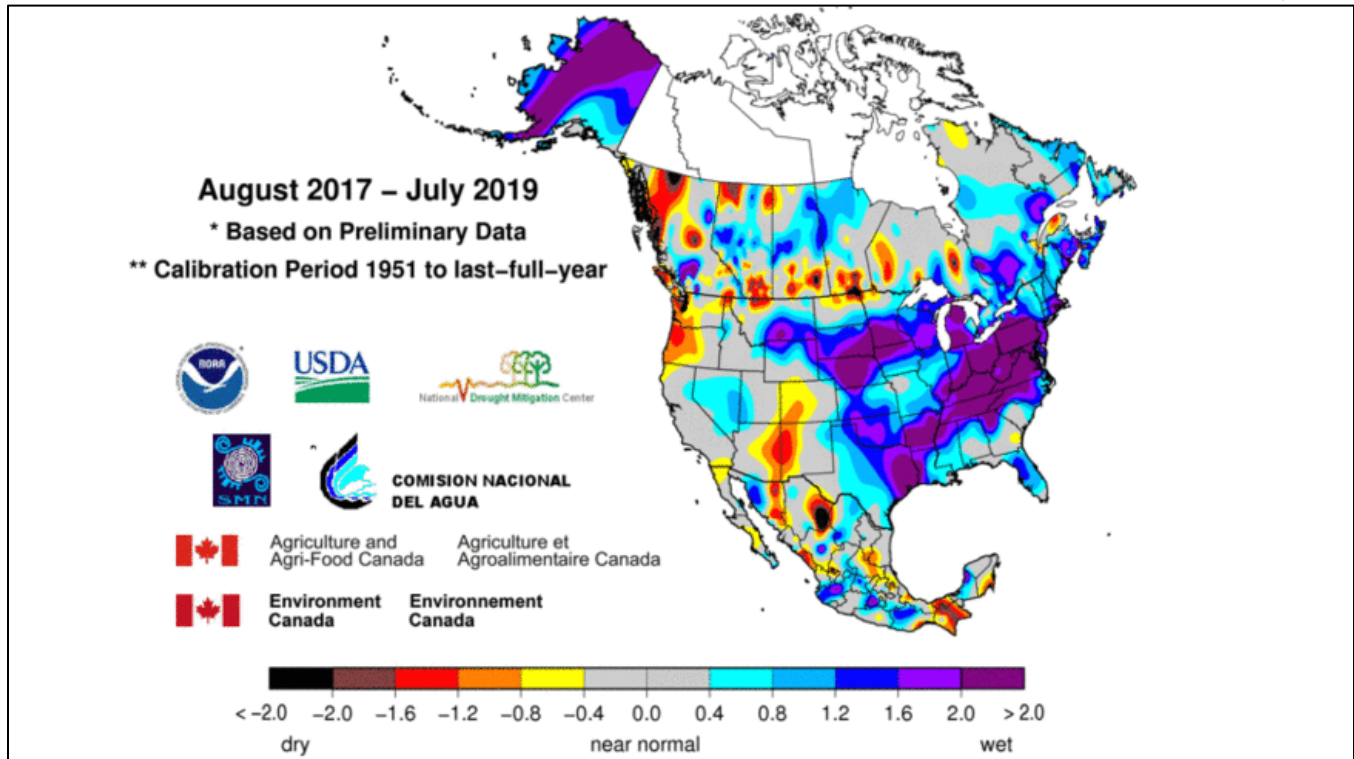 August 2017 – July 2019
* Based on Preliminary Data
** Calibration Period 1951 to last–full–year
NOAA
USDA
National Drought Mitigation Center
SMN
COMISION NACIONAL
DEL AGUA
Agriculture and Agriculture et
Agri-Food Canada Agroalimentaire Canada
Environment Environnement
Canada Canada
< −2.0 −2.0 −1.6 −1.2 −0.8 −0.4 0.0 0.4 0.8 1.2 1.6 2.0 > 2.0
dry near normal wet